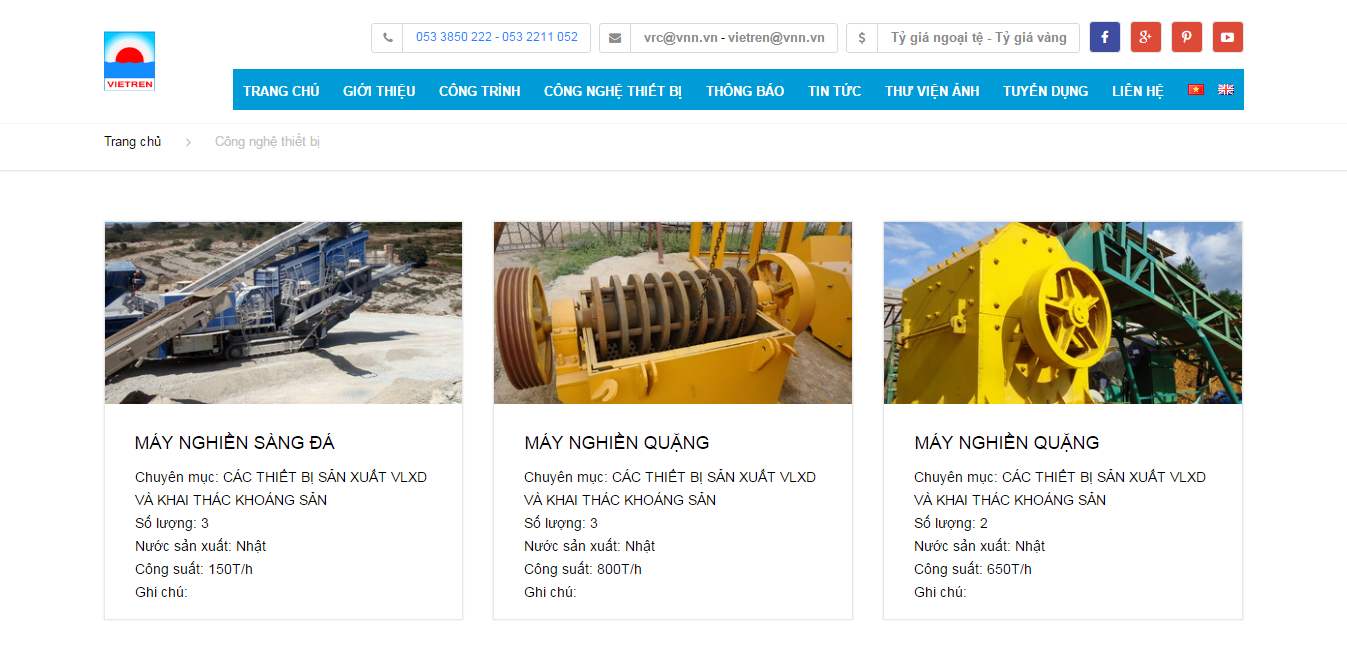 053 3850 222 - 053 2211 052
vrc@vnn.vn - vietren@vnn.vn
$
Tỷ giá ngoại tệ - Tỷ giá vàng
VIETREN
TRANG CHỦ
GIỚI THIỆU
CÔNG TRÌNH
CÔNG NGHỆ THIẾT BỊ
THÔNG BÁO
TIN TỨC
THƯ VIỆN ẢNH
TUYỂN DỤNG
LIÊN HỆ
Trang chủ
Công nghệ thiết bị
MÁY NGHIỀN SÀNG ĐÁ
Chuyên mục: CÁC THIẾT BỊ SẢN XUẤT VLXD
VÀ KHAI THÁC KHOÁNG SẢN
Số lượng: 3
Nước sản xuất: Nhật
Công suất: 150T/h
Ghi chú:
MÁY NGHIỀN QUẶNG
Chuyên mục: CÁC THIẾT BỊ SẢN XUẤT VLXD
VÀ KHAI THÁC KHOÁNG SẢN
Số lượng: 3
Nước sản xuất: Nhật
Công suất: 800T/h
Ghi chú:
MÁY NGHIỀN QUẶNG
Chuyên mục: CÁC THIẾT BỊ SẢN XUẤT VLXD
VÀ KHAI THÁC KHOÁNG SẢN
Số lượng: 2
Nước sản xuất: Nhật
Công suất: 650T/h
Ghi chú: